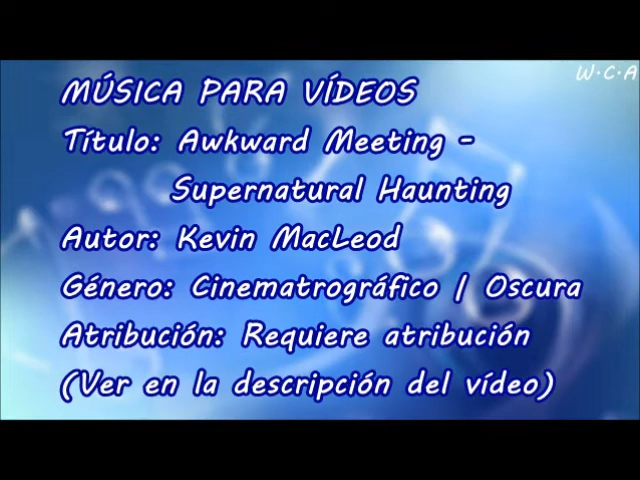 W.C.A
MÚSICA PARA VÍDEOS
Título: Awkward Meeting -
Supernatural Haunting
Autor: Kevin MacLeod
Género: Cinematrográfico | Oscura
Atribución: Requiere atribución
(Ver en la descripción del vídeo)